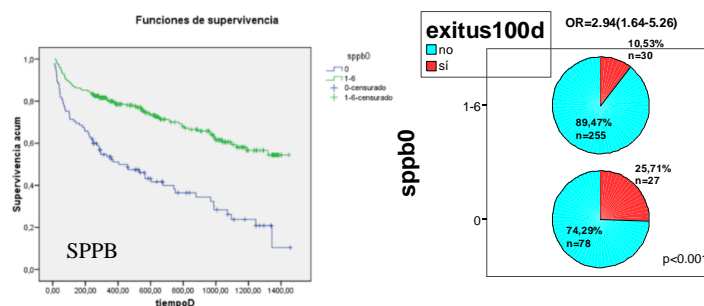 Funciones de supervivencia
sppb0
0
1-6
0-censurado
1-6-censurado
Supervivencia acum
1,0
0,8
0,6
0,4
0,2
0,0
SPPB
0,00 200,00 400,00 600,00 800,00 1000,00 1200,00 1400,00
tiempoD
exitus100d
no
sí
OR=2.94(1.64-5.26)
sppb0
1-6
10,53%
n=30
89,47%
n=255
0
25,71%
n=27
74,29%
n=78
p<0.001